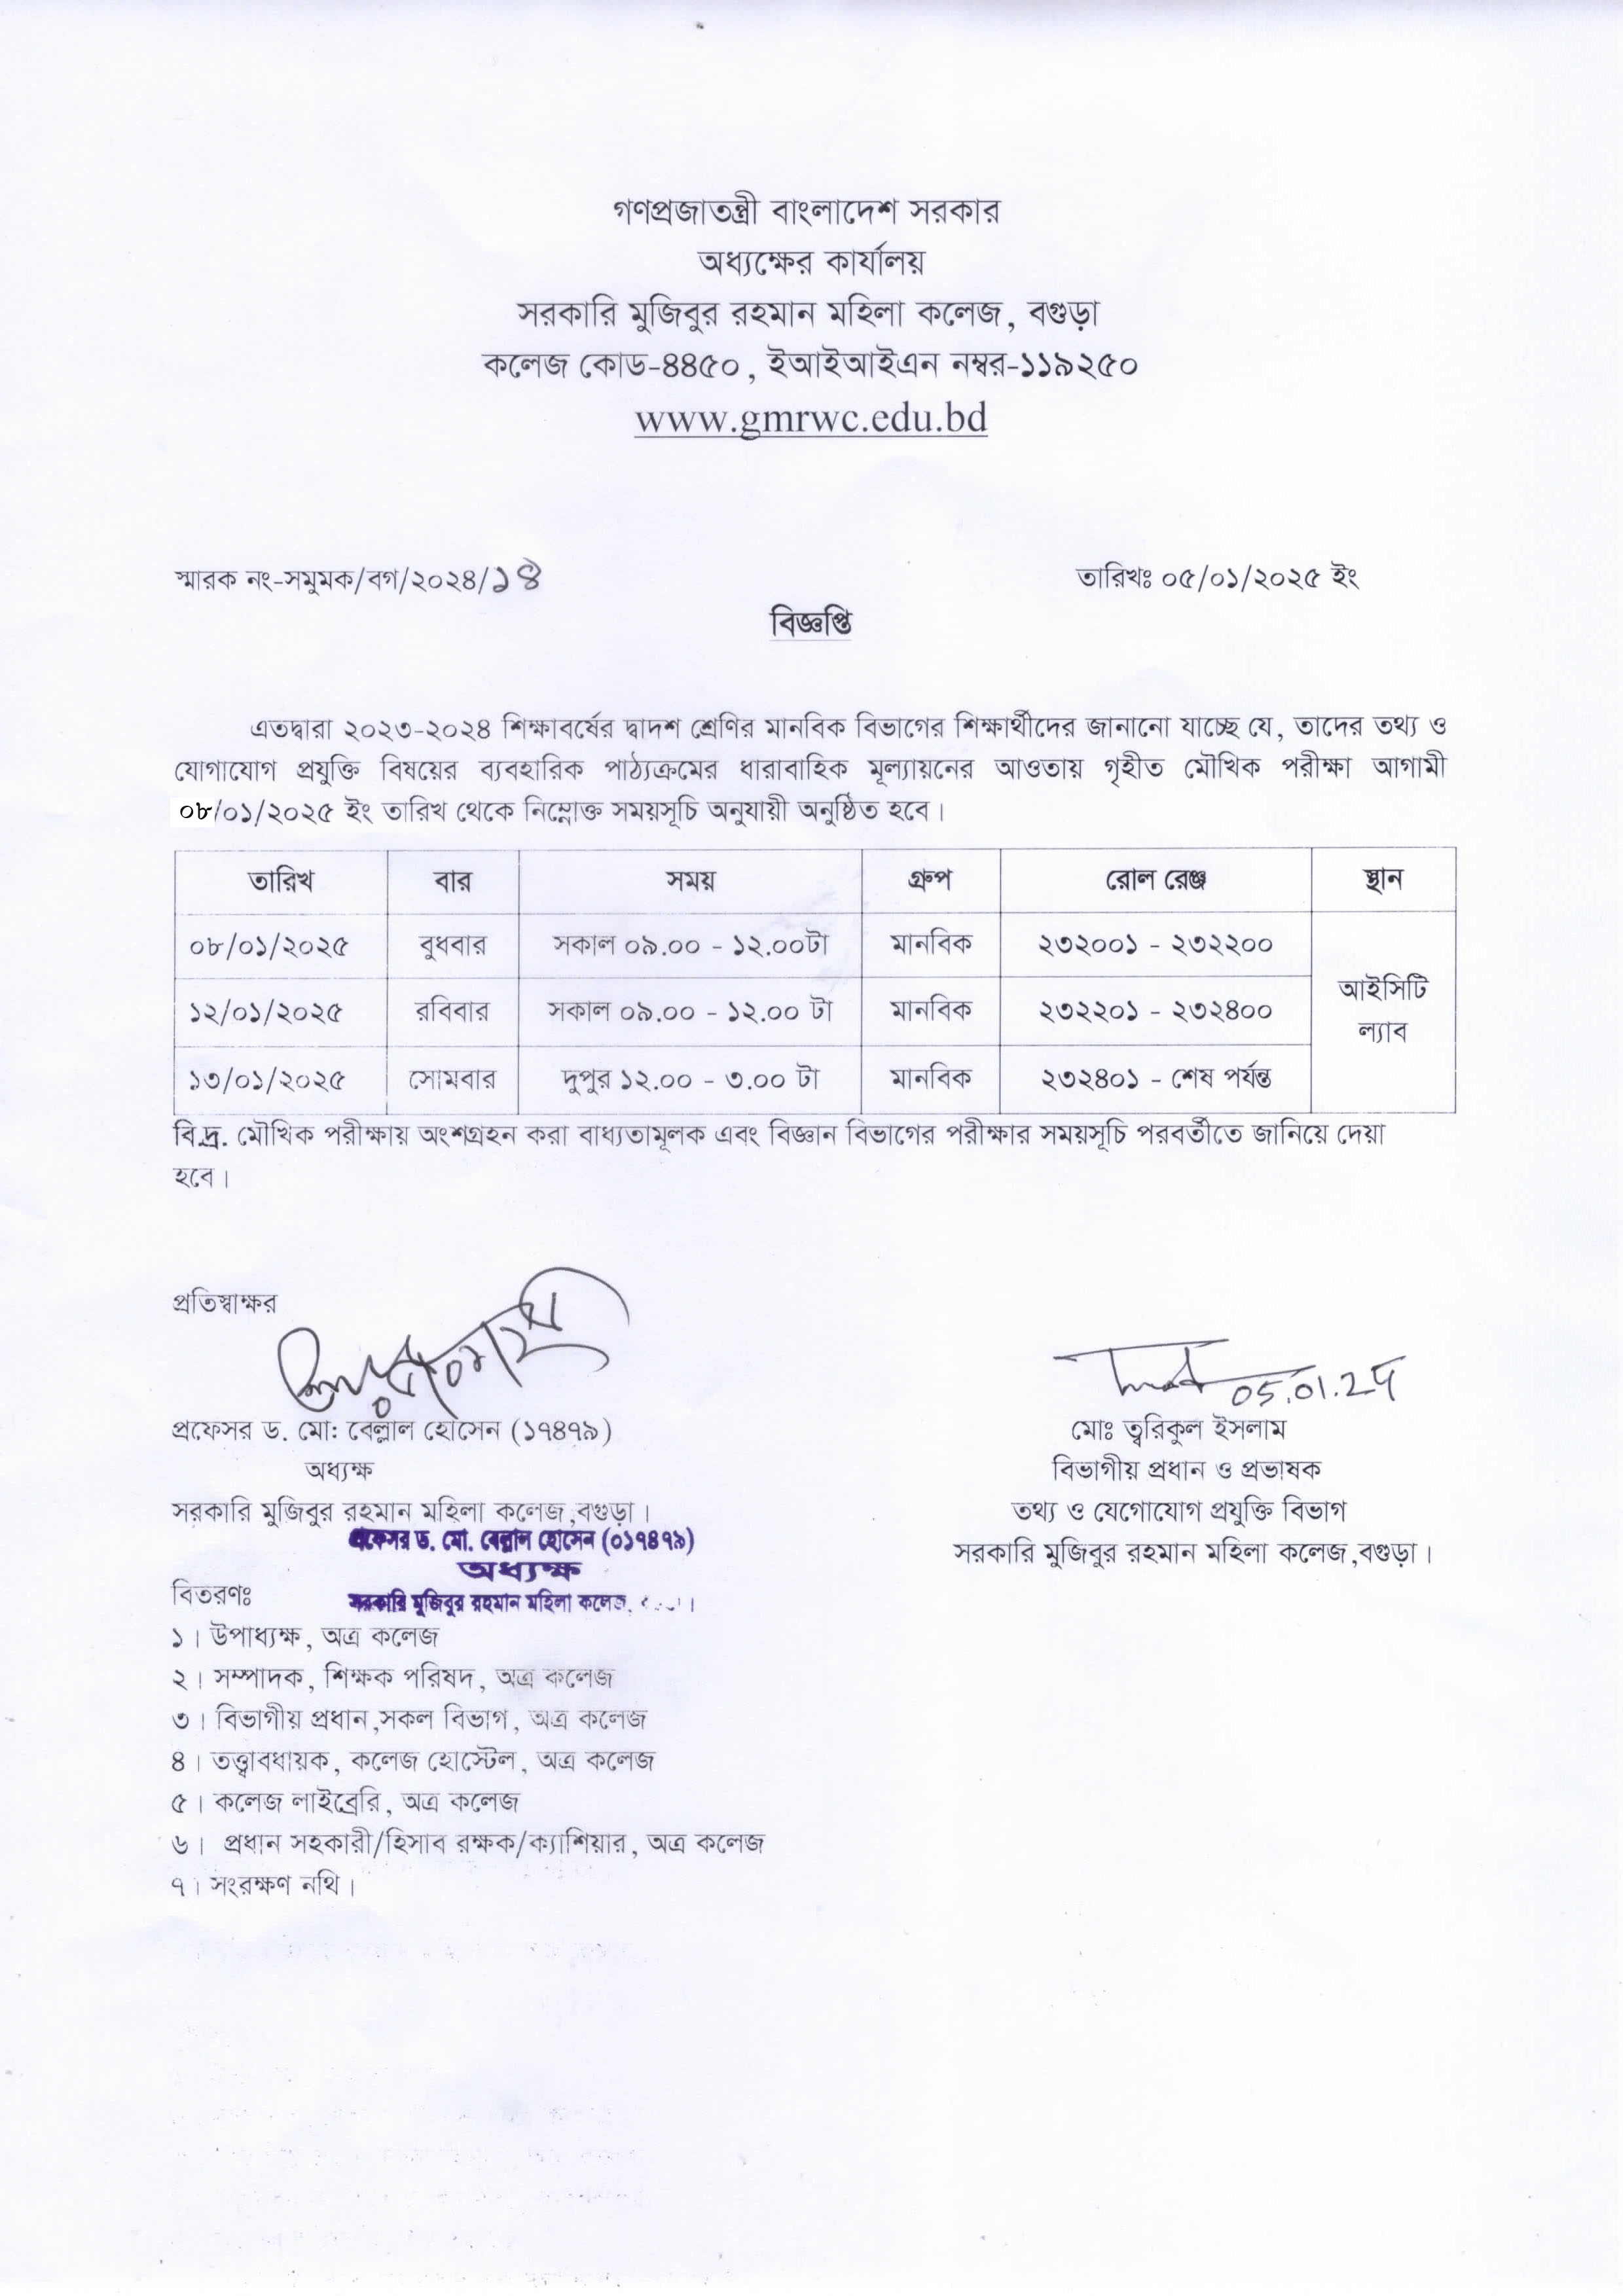 গণপ্রজাতন্ত্রী বাংলাদেশ সরকার
অধ্যক্ষের কার্যালয়
সরকারি মুজিবুর রহমান মহিলা কলেজ, বগুড়া
কলেজ কোড-৪৪৫০, ইআইআইএন নম্বর-১১৯২৫০
www.gmrwc.edu.bd
স্মারক নং-সমুমক/বগ/২০২৪/১৪ তারিখঃ ০৫/০১/২০২৫ ইং
বিজ্ঞপ্তি
এতদ্বারা ২০২৩-২০২৪ শিক্ষাবর্ষের দ্বাদশ শ্রেণির মানবিক বিভাগের শিক্ষার্থীদের জানানো যাচ্ছে যে, তাদের তথ্য ও
যোগাযোগ প্রযুক্তি বিষয়ের ব্যবহারিক পাঠ্যক্রমের ধারাবাহিক মূল্যায়নের আওতায় গৃহীত মৌখিক পরীক্ষা আগামী
০৮/০১/২০২৫ ইং তারিখ থেকে নিম্নোক্ত সময়সূচি অনুযায়ী অনুষ্ঠিত হবে।
তারিখ বার সময় গ্রুপ রোল রেঞ্জ স্থান
০৮/০১/২০২৫ বুধবার সকাল ০৯.০০ - ১২.০০টা মানবিক ২৩২০০১ - ২৩২২০০
১২/০১/২০২৫ রবিবার সকাল ০৯.০০ - ১২.০০ টা মানবিক ২৩২২০১ - ২৩২৪০০ আইসিটি
ল্যাব
১৩/০১/২০২৫ সোমবার দুপুর ১২.০০ - ৩.০০ টা মানবিক ২৩২৪০১ - শেষ পর্যন্ত
বি.দ্র. মৌখিক পরীক্ষায় অংশগ্রহন করা বাধ্যতামূলক এবং বিজ্ঞান বিভাগের পরীক্ষার সময়সূচি পরবর্তীতে জানিয়ে দেয়া
হবে।
প্রতিস্বাক্ষর
05.01.25
প্রফেসর ড. মো: বেল্লাল হোসেন (১৭৪৭৯) মোঃ ত্বরিকুল ইসলাম
অধ্যক্ষ বিভাগীয় প্রধান ও প্রভাষক
সরকারি মুজিবুর রহমান মহিলা কলেজ,বগুড়া। তথ্য ও যেগোযোগ প্রযুক্তি বিভাগ
প্রফেসর ড. মো. বেল্লাল হোসেন (০১৭৪৭৯) সরকারি মুজিবুর রহমান মহিলা কলেজ,বগুড়া।
অধ্যক্ষ
সরকারি মুজিবুর রহমান মহিলা কলেজ,
বিতরণঃ
১। উপাধ্যক্ষ, অত্র কলেজ
২। সম্পাদক, শিক্ষক পরিষদ, অত্র কলেজ
৩। বিভাগীয় প্রধান,সকল বিভাগ, অত্র কলেজ
৪। তত্ত্বাবধায়ক, কলেজ হোস্টেল, অত্র কলেজ
৫। কলেজ লাইব্রেরি, অত্র কলেজ
৬। প্রধান সহকারী/হিসাব রক্ষক/ক্যাশিয়ার, অত্র কলেজ
৭। সংরক্ষণ নথি।